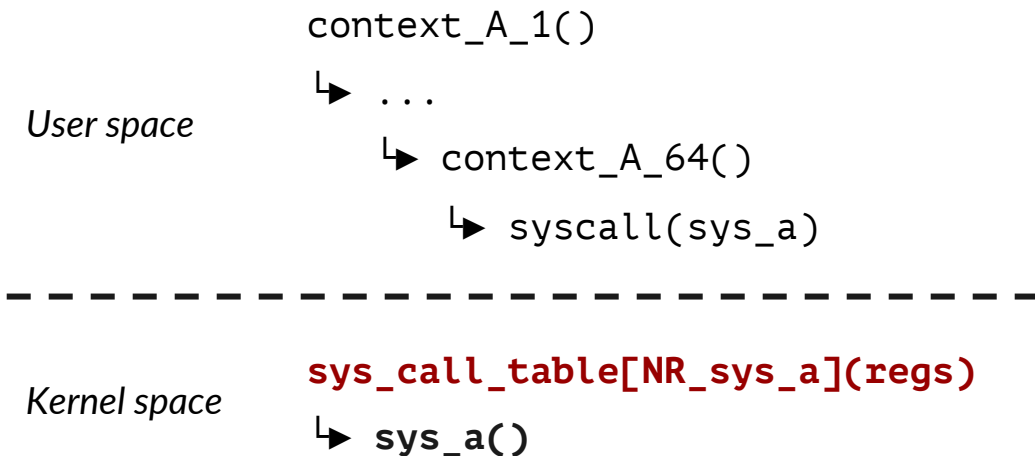 context_A_1()
...
User space
context_A_64()
syscall(sys_a)
sys_call_table[NR_sys_a](regs)
Kernel space
sys_a()